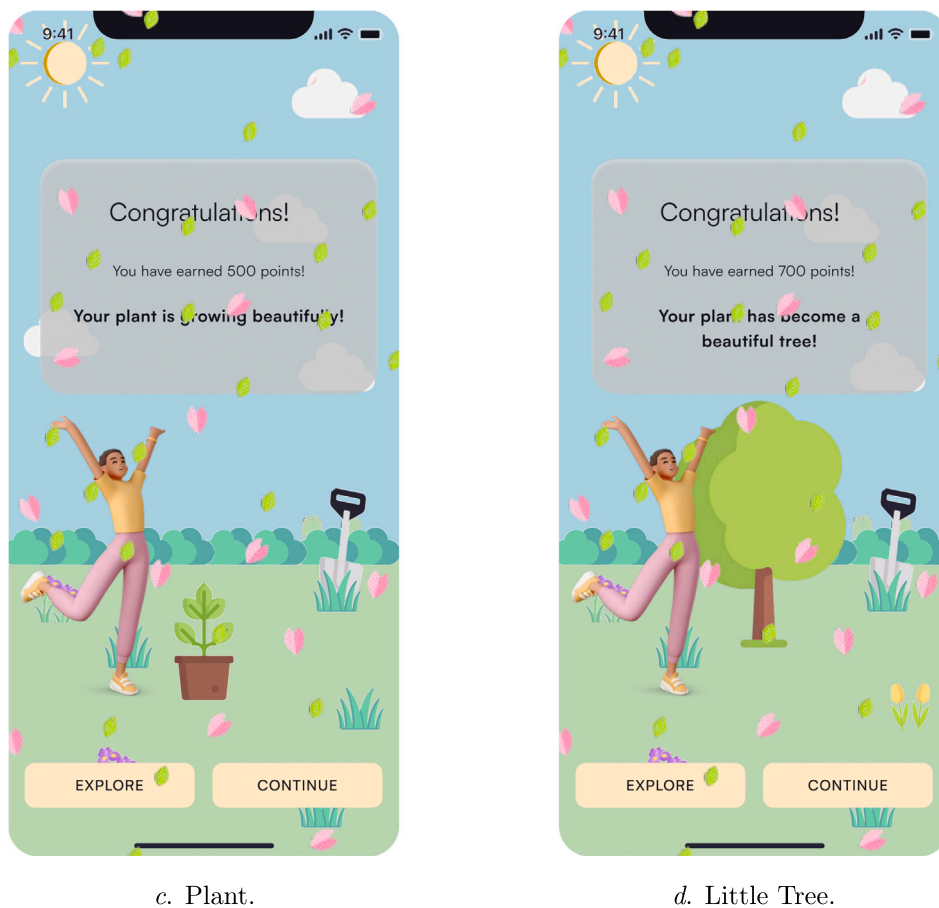 9:41
Congratulations!
You have earned 500 points!
Your plant is growing beautifully!
EXPLORE CONTINUE
c. Plant.
9:41
Congratulations!
You have earned 700 points!
Your plant has become a
beautiful tree!
EXPLORE CONTINUE
d. Little Tree.